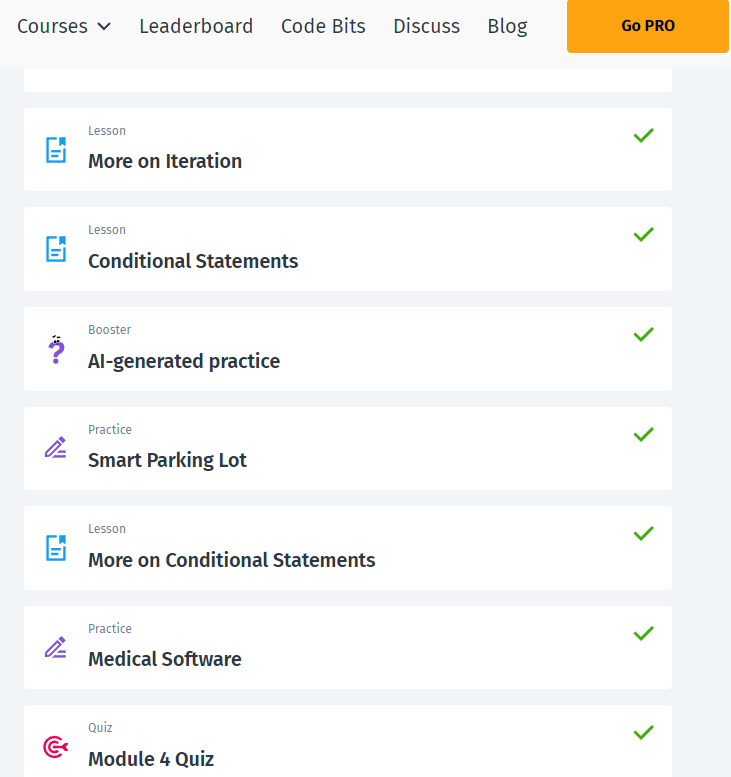 Courses Leaderboard Code Bits Discuss Blog Go PRO
Lesson
More on Iteration
Lesson
Conditional Statements
Booster
AI-generated practice
Practice
Smart Parking Lot
Lesson
More on Conditional Statements
Practice
Medical Software
Quiz
Module 4 Quiz